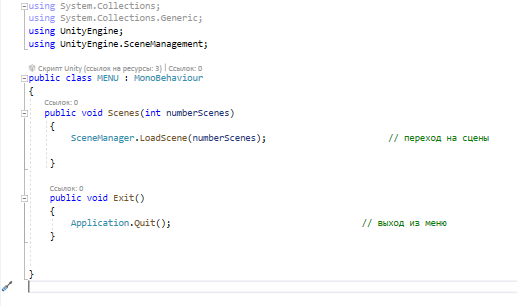 using System.Collections;
using System.Collections.Generic;
using UnityEngine;
using UnityEngine.SceneManagement;
Скрипт Unity (ссылок на ресурсы: 3) | Ссылок: 0
public class MENU : MonoBehaviour
{
Ссылок: 0
public void Scenes(int numberScenes)
{
SceneManager.LoadScene(numberScenes); // переход на сцены
}
Ссылок: 0
public void Exit()
{
Application.Quit(); // выход из меню
}
}